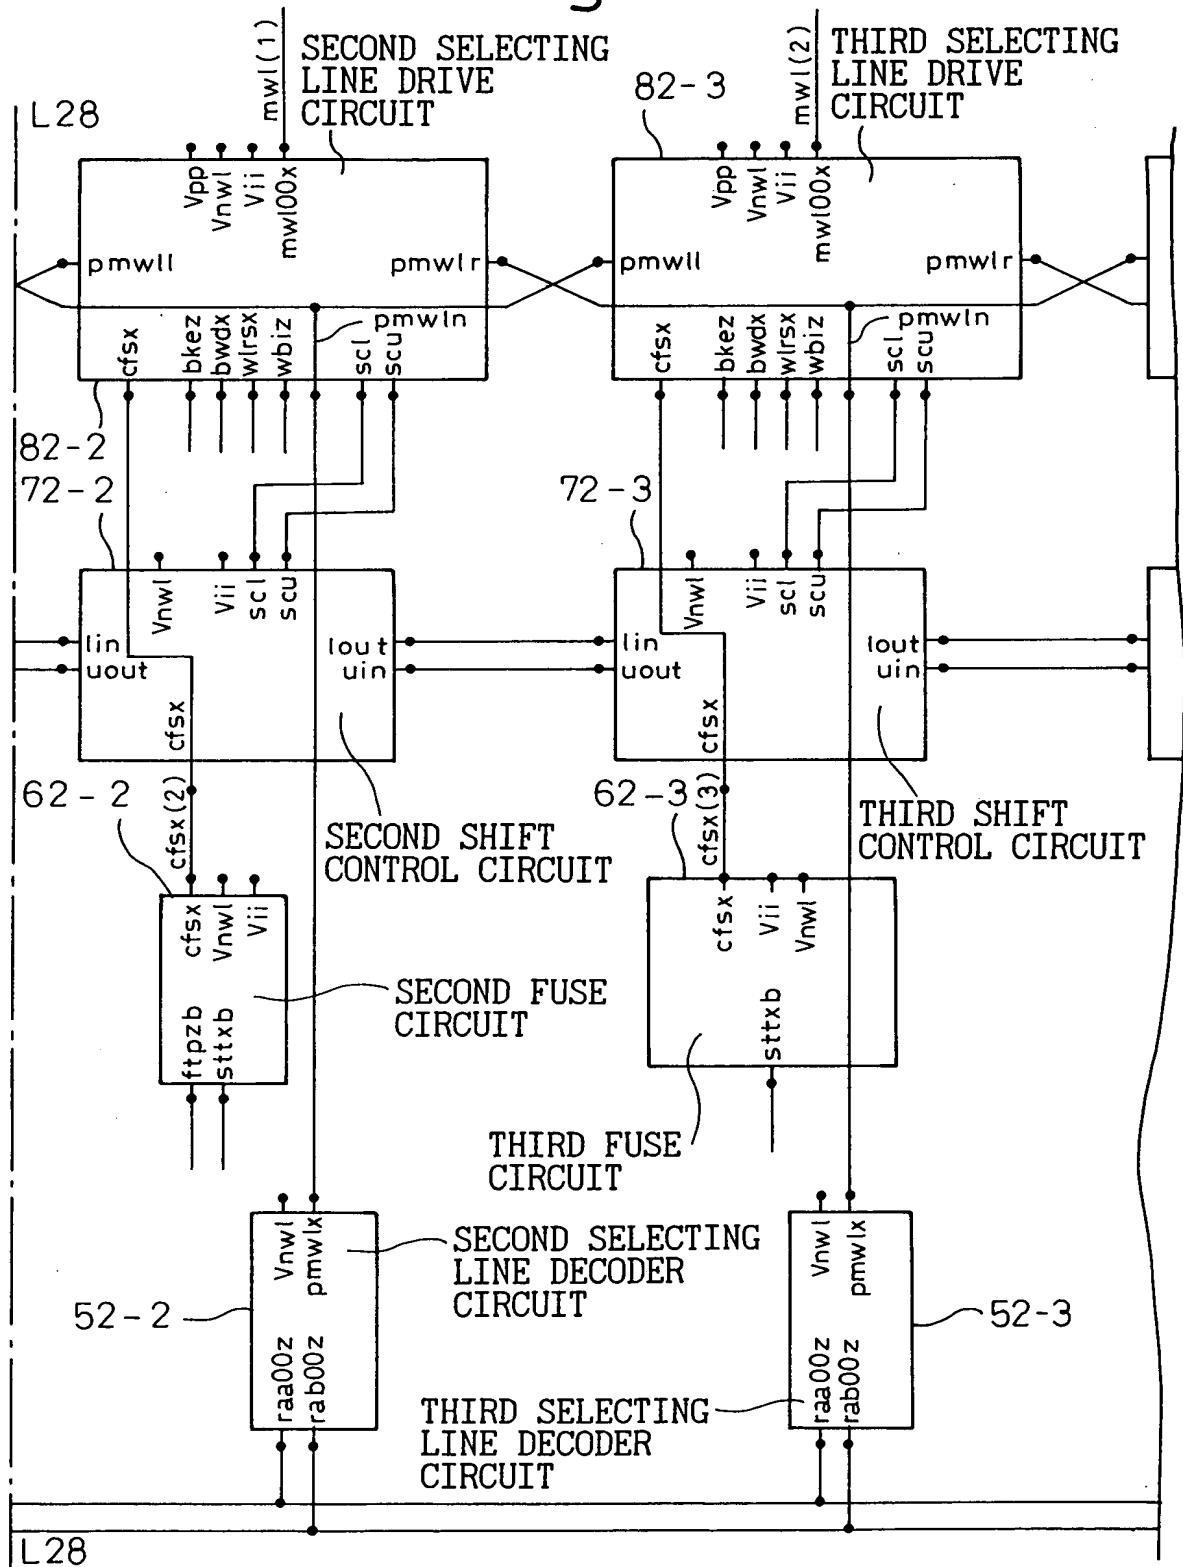 mwl(1)
SECOND SELECTING
LINE DRIVE
CIRCUIT
82-3
mwl(2)
THIRD SELECTING
LINE DRIVE
CIRCUIT
L28
Vpp
Vnwl
Vii
mwl00x
pmwll
pmwlr
cfsx
bkez
bwdx
wlrsx
wbiz
pmwln
scl
scu
Vpp
Vnwl
Vii
mwl00x
pmwll
pmwlr
cfsx
bkez
bwdx
wlrsx
wbiz
pmwln
scl
scu
82-2
72-2
72-3
Vnwl
Vii
scl
scu
lin
uout
lout
uin
cfsx
Vnwl
Vii
scl
scu
lin
uout
lout
uin
cfsx
62-2
cfsx(2)
SECOND SHIFT
CONTROL CIRCUIT
62-3
cfsx(3)
THIRD SHIFT
CONTROL CIRCUIT
cfsx
Vnwl
Vii
ftpzb
sttxb
SECOND FUSE
CIRCUIT
cfsx
Vii
Vnwl
sttxb
THIRD FUSE
CIRCUIT
Vnwl
pmwlx
raa00z
rab00z
SECOND SELECTING
LINE DECODER
CIRCUIT
52-2
Vnwl
pmwlx
raa00z
rab00z
52-3
THIRD SELECTING
LINE DECODER
CIRCUIT
L28